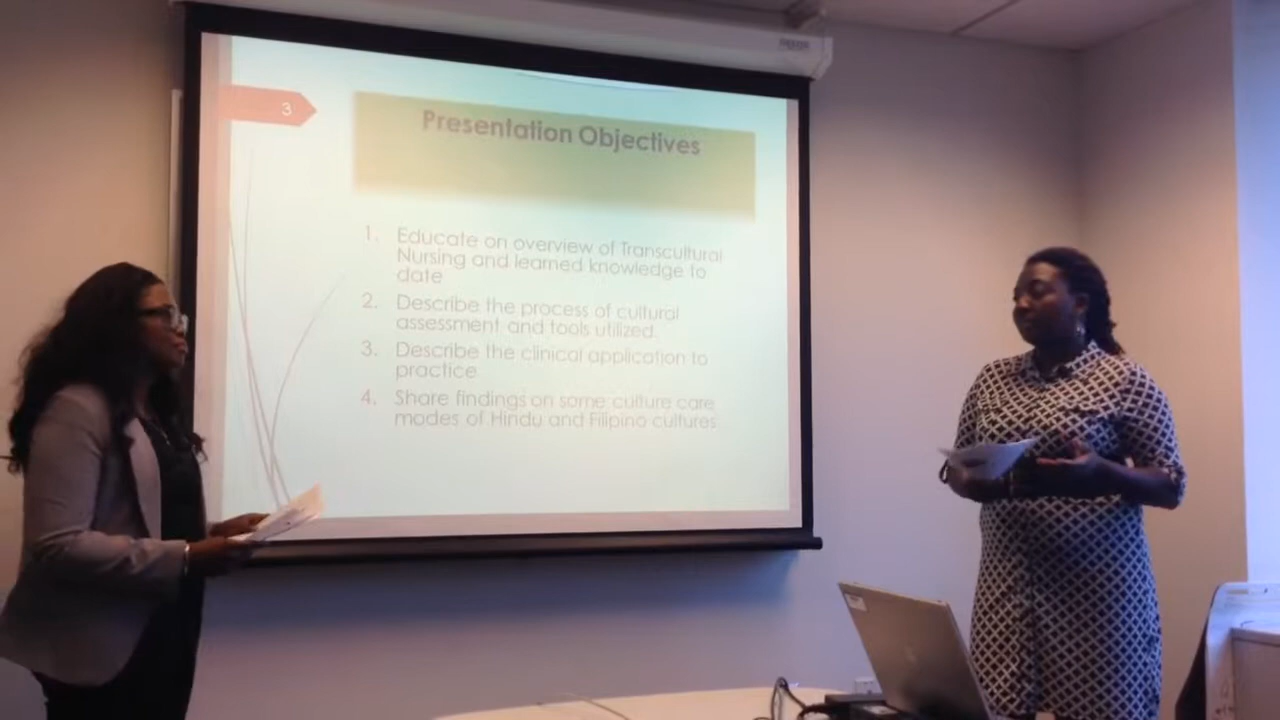 3
Presentation Objectives
1. Educate on overview of Transcultural
Nursing and learned knowledge to
date
2. Describe the process of cultural
assessment and tools utilized.
3. Describe the clinical application to
practice
4. Share findings on some culture care
modes of Hindu and Filipino cultures